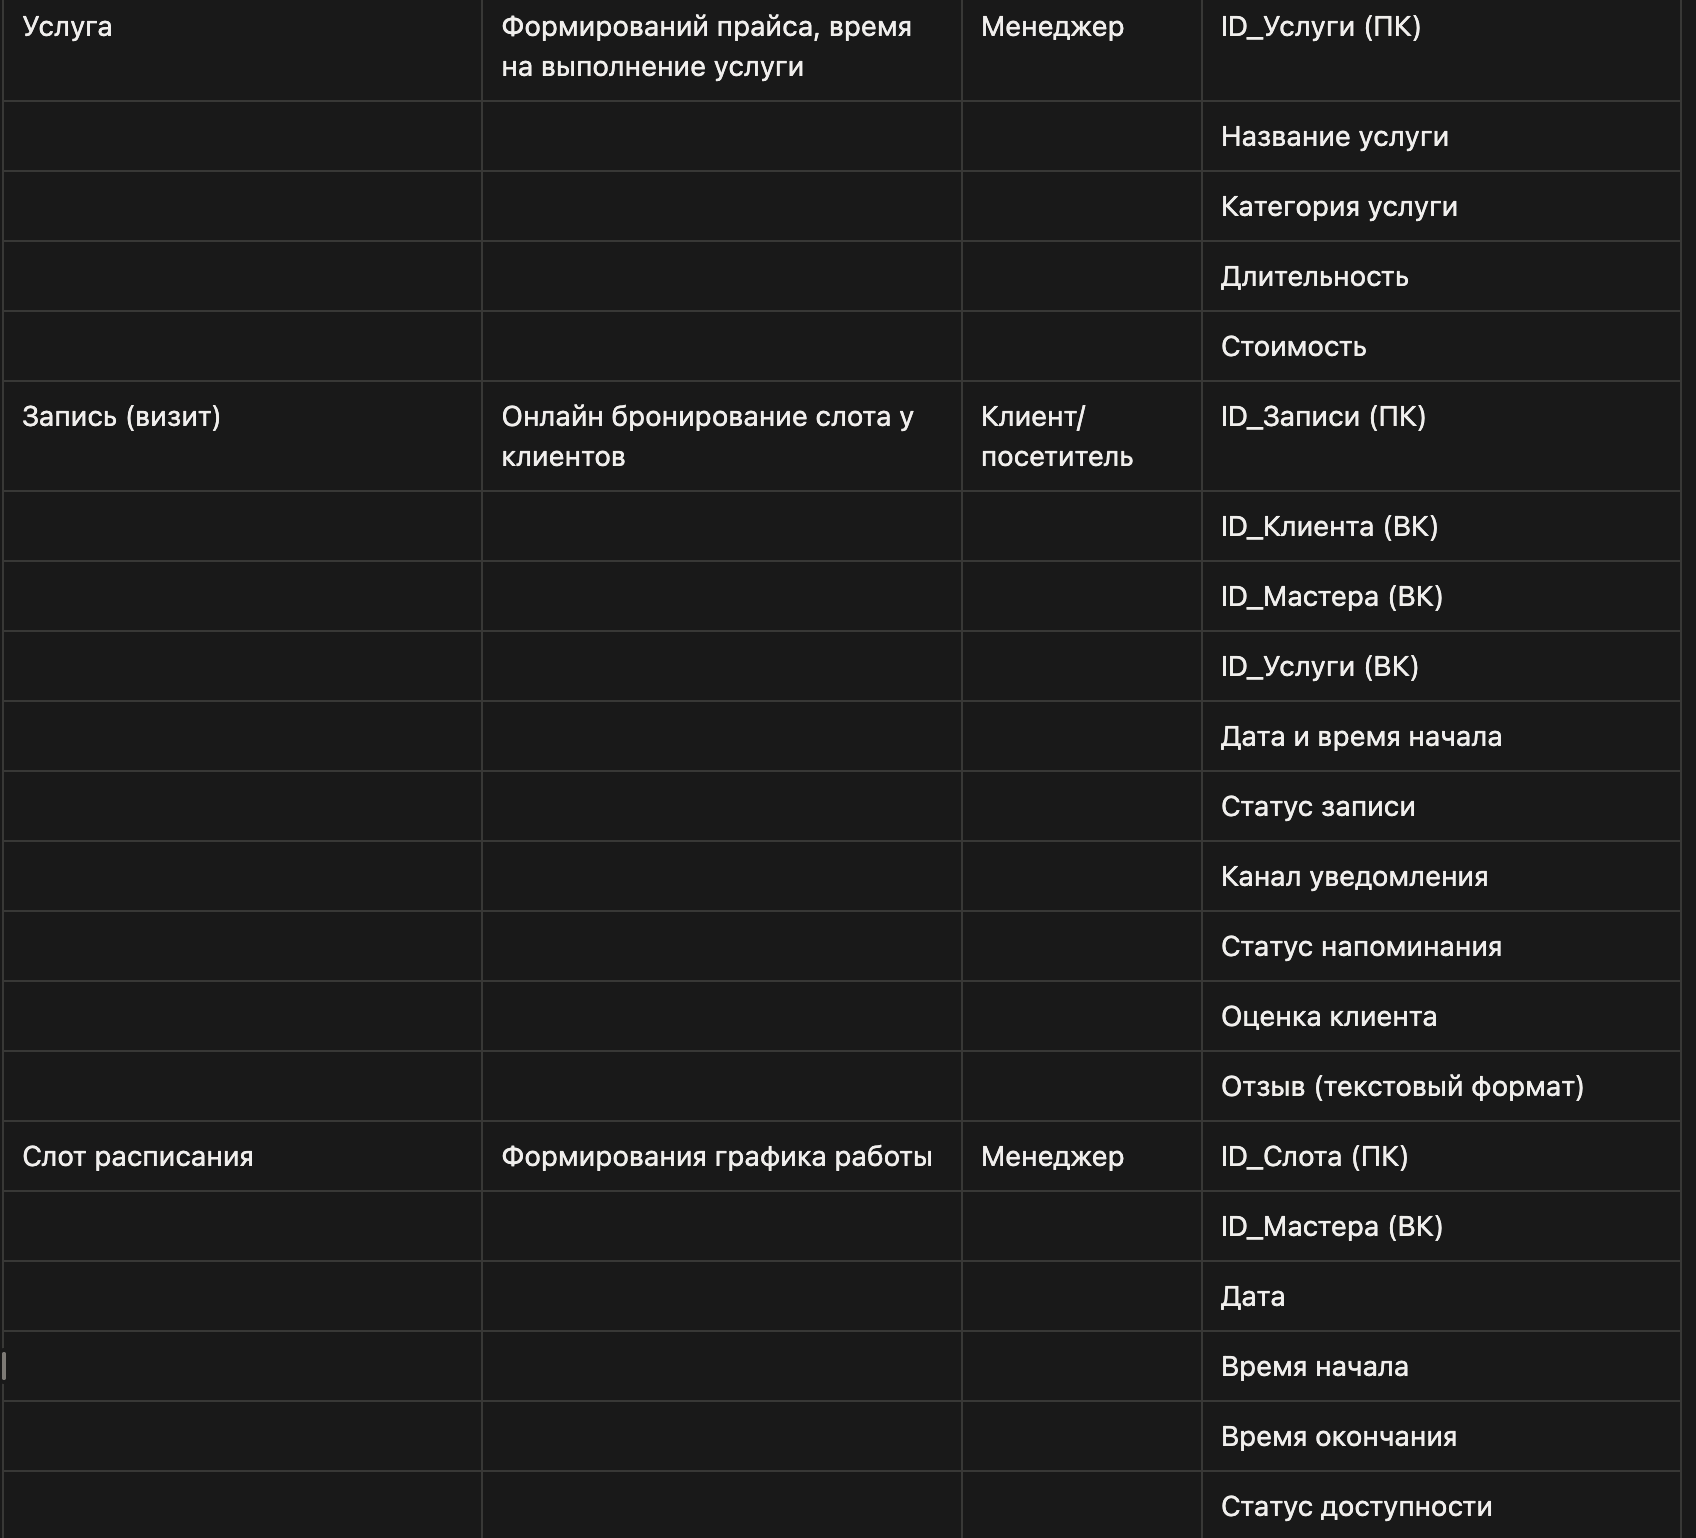 Услуга
Формирований прайса, время
на выполнение услуги
Менеджер
ID_Услуги (ПК)
Название услуги
Категория услуги
Длительность
Стоимость
Запись (визит)
Онлайн бронирование слота у
клиентов
Клиент/
посетитель
ID_Записи (ПК)
ID_Клиента (ВК)
ID_Мастера (ВК)
ID_Услуги (ВК)
Дата и время начала
Статус записи
Канал уведомления
Статус напоминания
Оценка клиента
Отзыв (текстовый формат)
Слот расписания
Формирования графика работы
Менеджер
ID_Слота (ПК)
ID_Мастера (ВК)
Дата
Время начала
Время окончания
Статус доступности